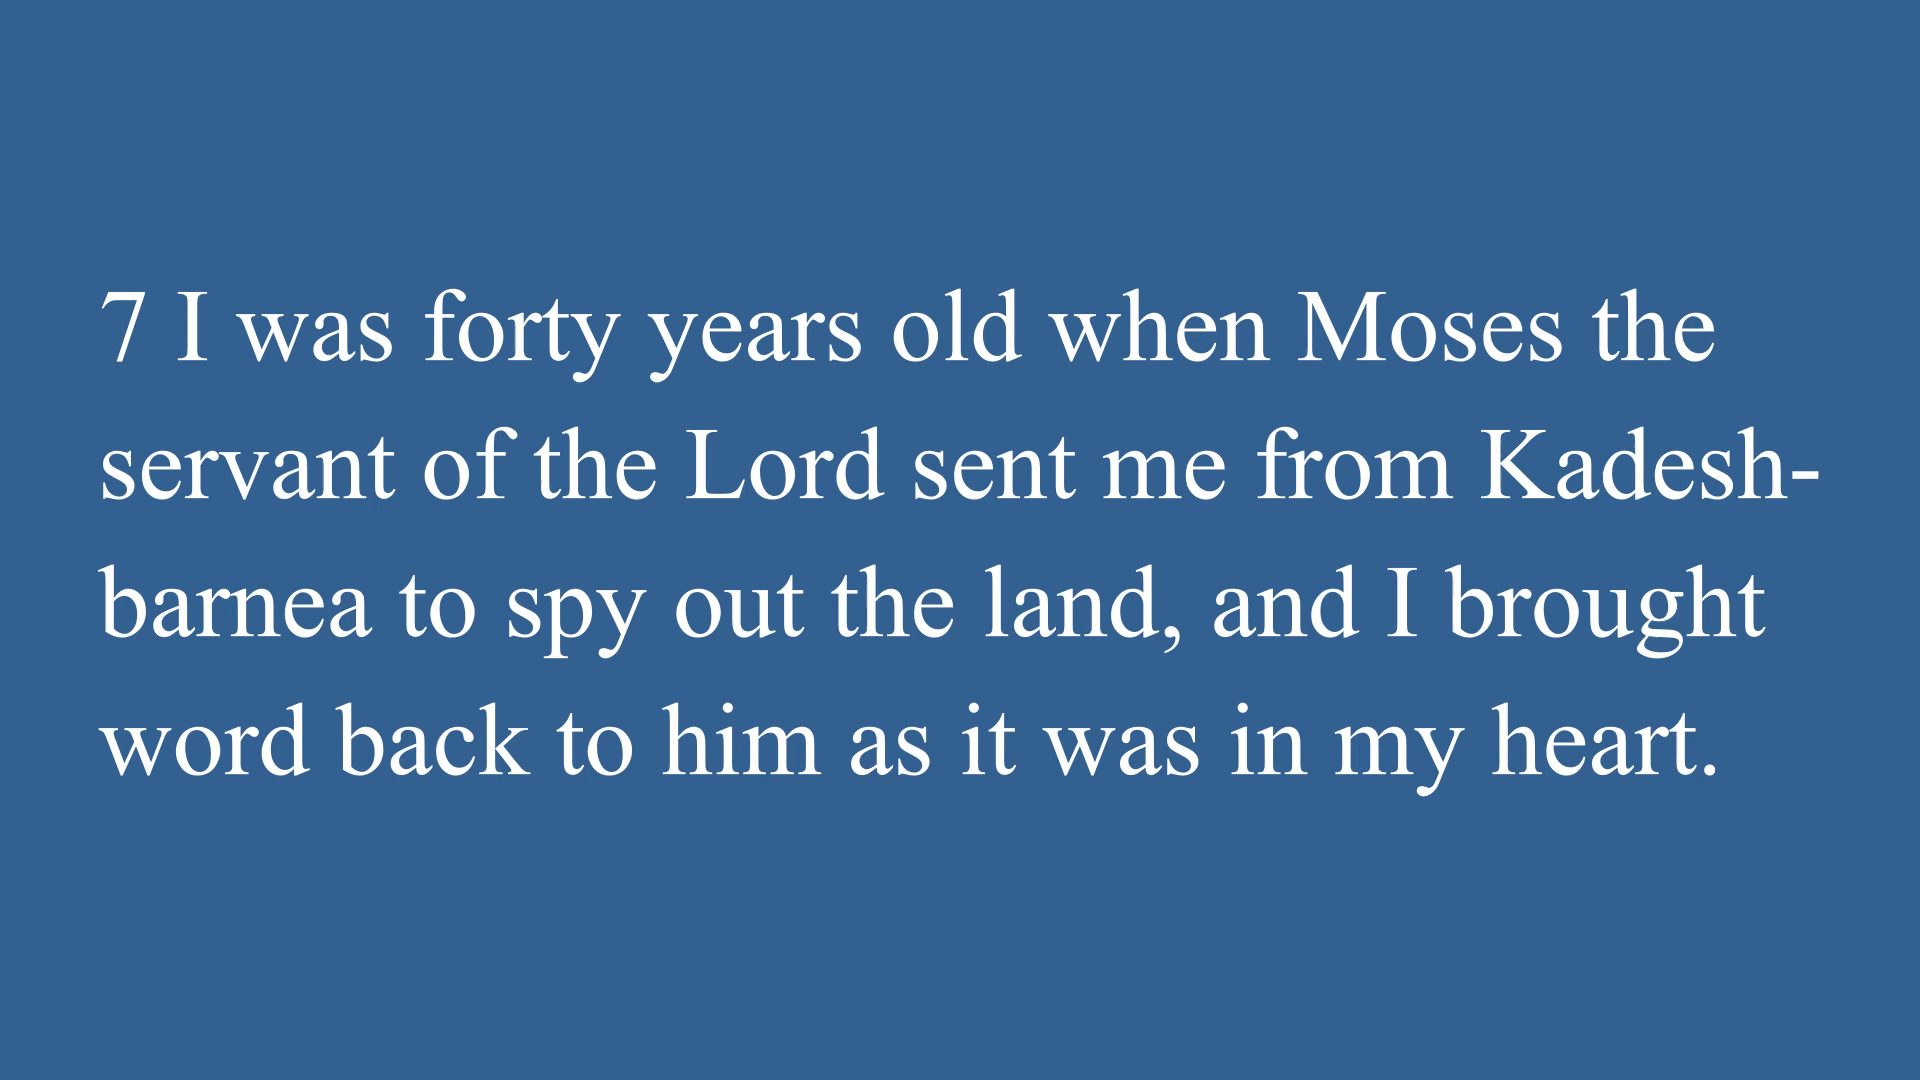 7 I was forty years old when Moses the
servant of the Lord sent me from Kadesh-
barnea to spy out the land, and I brought
word back to him as it was in my heart.